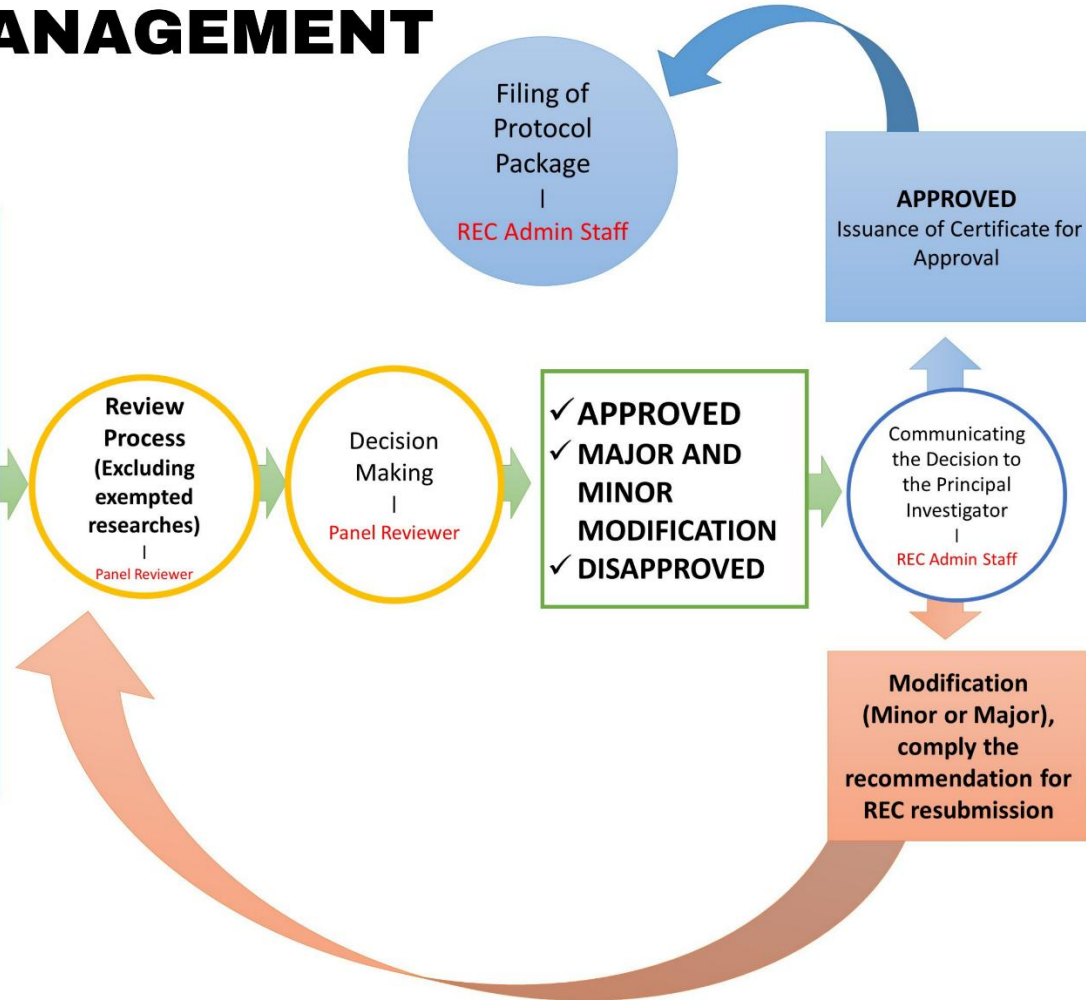 ANAGEMENT
Filing of
Protocol
Package
I
REC Admin Staff
APPROVED
Issuance of Certificate for
Approval
Review
Process
(Excluding
exempted
researches)
I
Panel Reviewer
Decision
Making
I
Panel Reviewer
✓ APPROVED
✓ MAJOR AND
MINOR
MODIFICATION
✓ DISAPPROVED
Communicating
the Decision to
the Principal
Investigator
I
REC Admin Staff
Modification
(Minor or Major),
comply the
recommendation for
REC resubmission